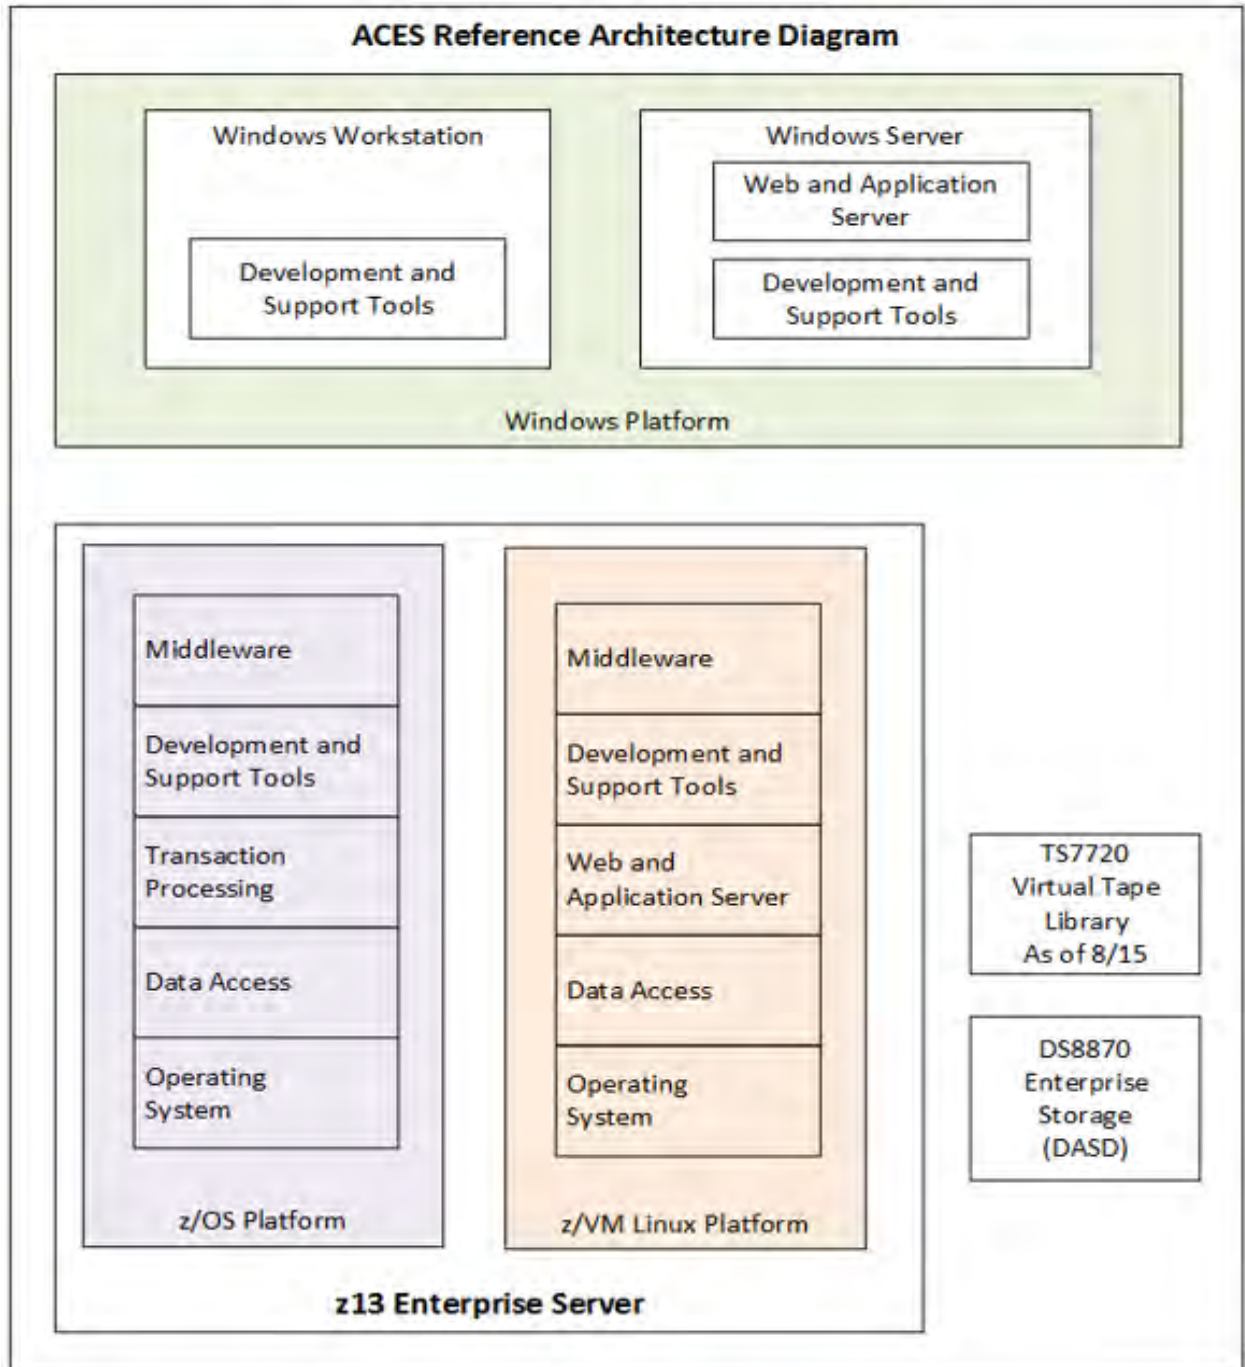 ACES Reference Architecture Diagram
Windows Workstation
Development and
Support Tools
Windows Server
Web and Application
Server
Development and
Support Tools
Windows Platform
Middleware
Development and
Support Tools
Transaction
Processing
Data Access
Operating
System
z/OS Platform
Middleware
Development and
Support Tools
Web and
Application Server
Data Access
Operating
System
z/VM Linux Platform
z13 Enterprise Server
TS7720
Virtual Tape
Library
As of 8/15
DS8870
Enterprise
Storage
(DASD)